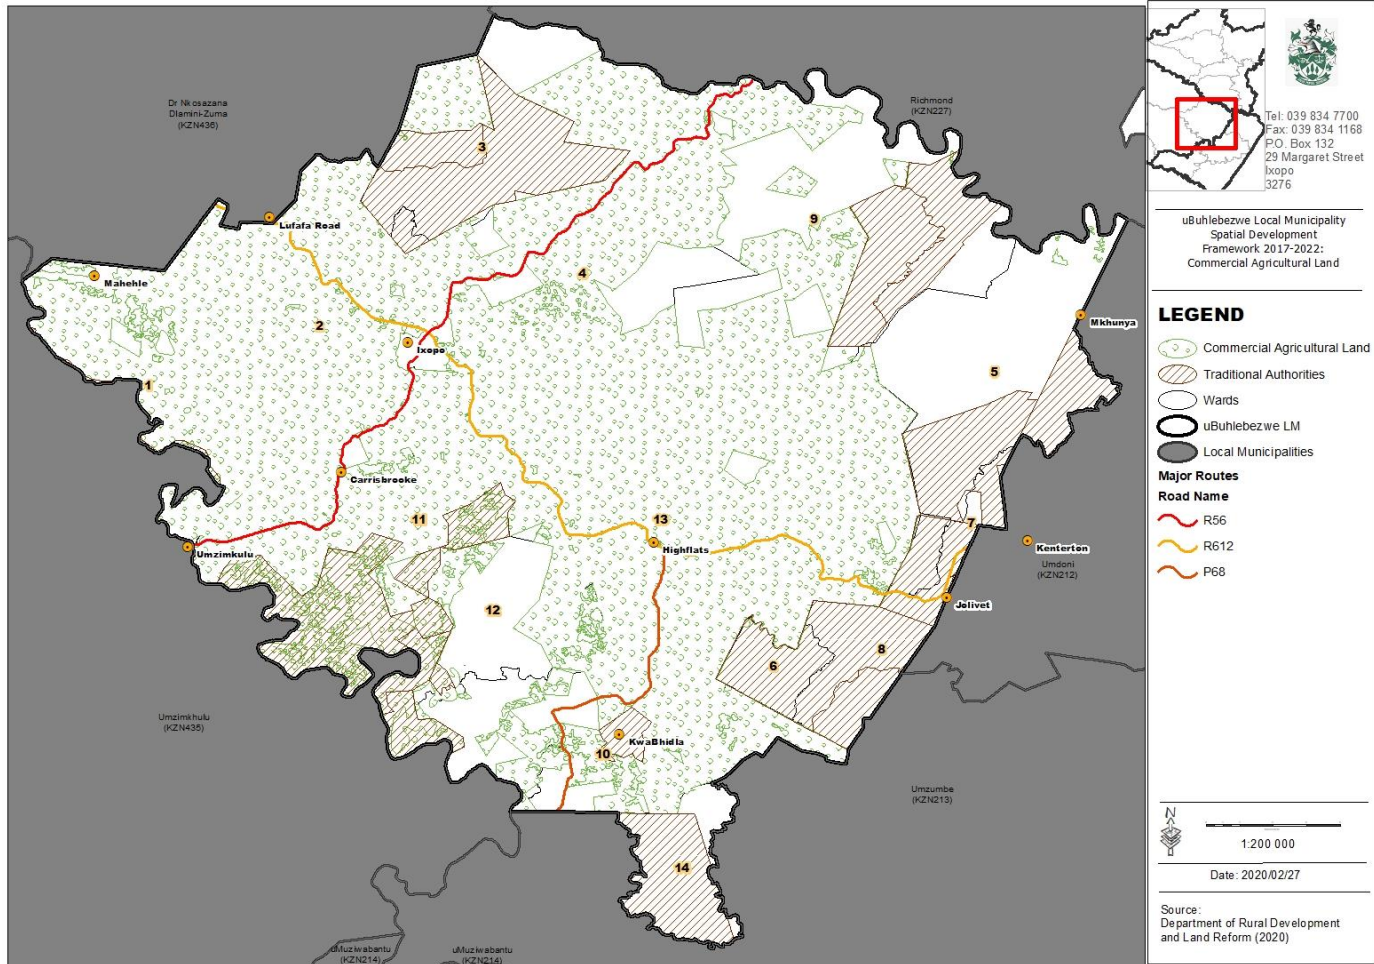 Dr Nkosazana
Dlamini-Zuma
(KZN436)
Richmond
(KZN227)
3
9
Lufafa Road
Mahehle
4
2
Mkhunya
Ixopo
5
1
Carrisbrooke
11
13
7
Umzimkulu
Highflats
Kenterton
Umdoni
(KZN212)
12
Jolivet
8
6
Umzimkhulu
(KZN435)
KwaBhidla
10
Umzumbe
(KZN213)
14
uMuziwabantu
(KZN214)
uMuziwabantu
(KZN214)
Tel: 039 834 7700
Fax: 039 834 1168
P.O. Box 132
29 Margaret Street
Ixopo
3276
uBuhlebezwe Local Municipality
Spatial Development
Framework 2017-2022:
Commercial Agricultural Land
LEGEND
Commercial Agricultural Land
Traditional Authorities
Wards
uBuhlebezwe LM
Local Municipalities
Major Routes
Road Name
R56
R612
P68
N
1:200 000
Date: 2020/02/27
Source:
Department of Rural Development
and Land Reform (2020)